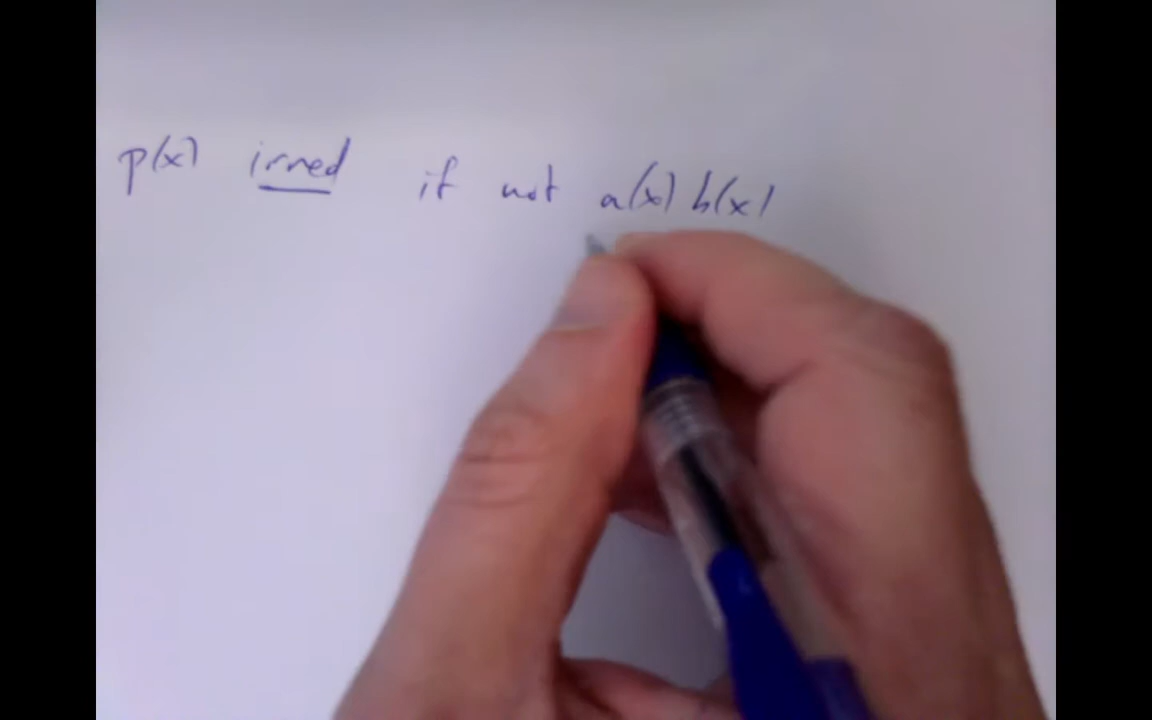 p(x) irred if not a(x) b(x)